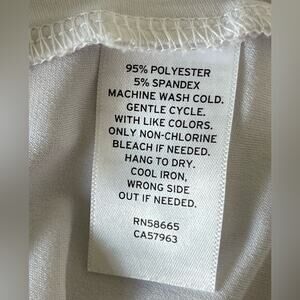 95% POLYESTER
5% SPANDEX
MACHINE WASH COLD.
GENTLE CYCLE.
WITH LIKE COLORS.
ONLY NON-CHLORINE
BLEACH IF NEEDED.
HANG TO DRY.
COOL IRON,
WRONG SIDE
OUT IF NEEDED.
RN58665
CA57963